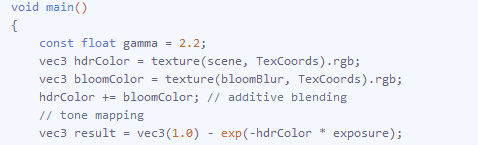 void main()
{
    const float gamma = 2.2;
    vec3 hdrColor = texture(scene, TexCoords).rgb;
    vec3 bloomColor = texture(bloomBlur, TexCoords).rgb;
    hdrColor += bloomColor; // additive blending
    // tone mapping
    vec3 result = vec3(1.0) - exp(-hdrColor * exposure);